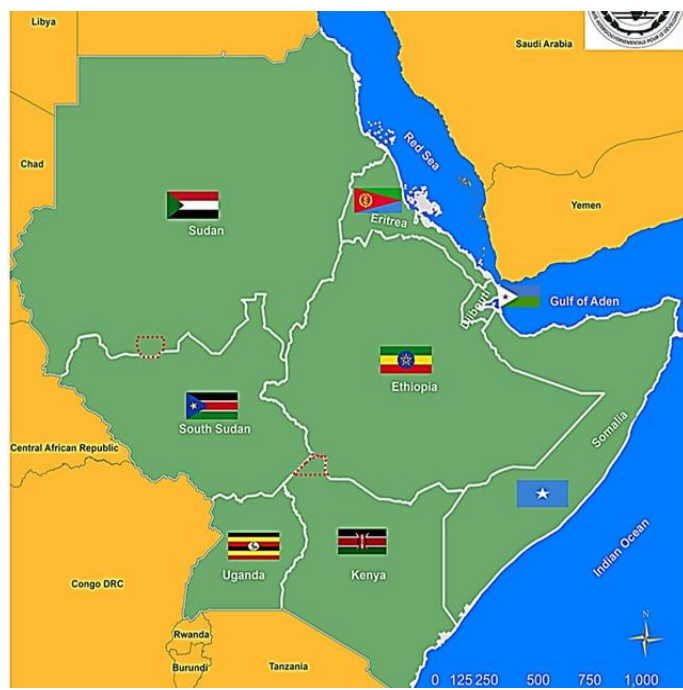 Libya
Saudi Arabia
Red Sea
Chad
Yemen
Sudan
Eritrea
Djibouti
Gulf of Aden
Ethiopia
South Sudan
Somalia
Central African Republic
Indian Ocean
Uganda
Kenya
Congo DRC
Rwanda
Burundi
Tanzania
N
0 125 250 500 750 1,000